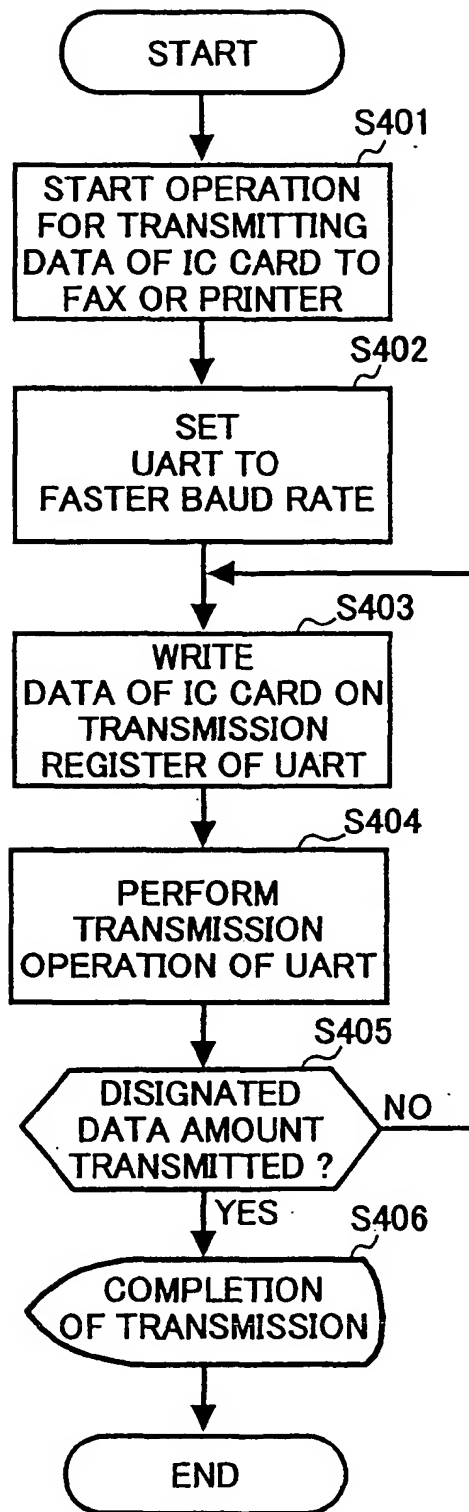 START
S401
START OPERATION
FOR TRANSMITTING
DATA OF IC CARD TO
FAX OR PRINTER
S402
SET
UART TO
FASTER BAUD RATE
S403
WRITE
DATA OF IC CARD ON
TRANSMISSION
REGISTER OF UART
S404
PERFORM
TRANSMISSION
OPERATION OF UART
S405
DISIGNATED
DATA AMOUNT
TRANSMITTED ?
NO
YES
S406
COMPLETION
OF TRANSMISSION
END